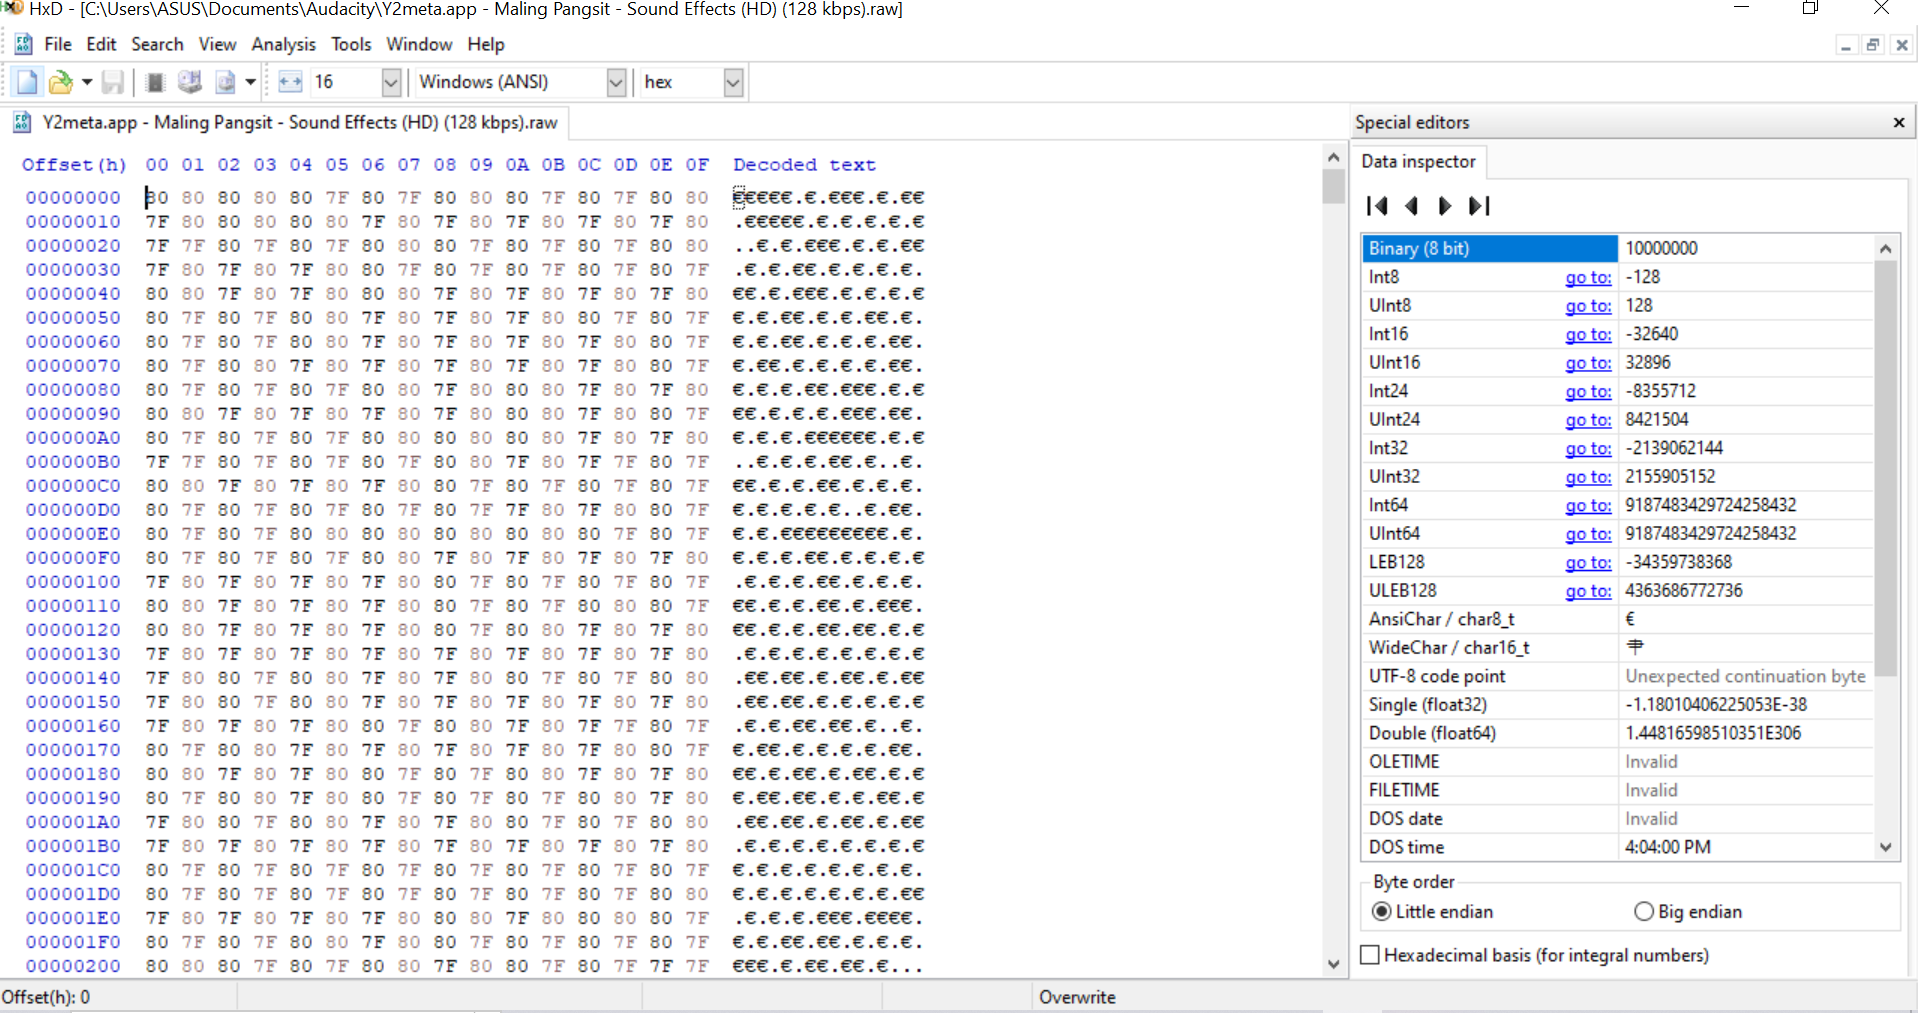 HxD - [C:\Users\ASUS\Documents\Audacity\Y2meta.app - Maling Pangsit - Sound Effects (HD) (128 kbps).raw]
File Edit Search View Analysis Tools Window Help
16 Windows (ANSI) hex
Y2meta.app - Maling Pangsit - Sound Effects (HD) (128 kbps).raw
Offset(h) 00 01 02 03 04 05 06 07 08 09 0A 0B 0C 0D 0E 0F Decoded text
00000000 80 80 80 80 80 7F 80 7F 80 80 80 7F 80 7F 80 80 €€€€€.€.€€€.€.€€
00000010 7F 80 80 80 80 80 7F 80 7F 80 7F 80 7F 80 7F 80 .€€€€€.€.€.€.€.€
00000020 7F 7F 80 7F 80 7F 80 80 80 7F 80 7F 80 7F 80 80 ..€.€.€€€.€.€.€€
00000030 7F 80 7F 80 7F 80 80 7F 80 7F 80 7F 80 7F 80 7F .€.€.€€.€.€.€.€.
00000040 80 80 7F 80 7F 80 80 80 7F 80 7F 80 7F 80 7F 80 €€.€.€€€.€.€.€.€
00000050 80 7F 80 7F 80 80 7F 80 7F 80 7F 80 80 7F 80 7F €.€.€€.€.€.€€.€.
00000060 80 7F 80 7F 80 80 7F 80 7F 80 7F 80 7F 80 80 7F €.€.€€.€.€.€.€€.
00000070 80 7F 80 80 7F 80 7F 80 7F 80 7F 80 7F 80 80 7F €.€€.€.€.€.€.€€.
00000080 80 7F 80 7F 80 7F 80 80 7F 80 80 80 7F 80 7F 80 €.€.€.€€.€€€.€.€
00000090 80 80 7F 80 7F 80 7F 80 7F 80 80 80 7F 80 80 7F €€.€.€.€.€€€.€€.
000000A0 80 7F 80 7F 80 7F 80 80 80 80 80 80 7F 80 7F 80 €.€.€.€€€€€€.€.€
000000B0 7F 7F 80 7F 80 7F 80 7F 80 80 7F 80 7F 7F 80 7F ..€.€.€.€€.€..€.
000000C0 80 80 7F 80 7F 80 7F 80 80 7F 80 7F 80 7F 80 7F €€.€.€.€€.€.€.€.
000000D0 80 7F 80 7F 80 7F 80 7F 7F 80 80 7F 80 7F 80 7F €.€.€.€..€€.€.€.
000000E0 80 7F 80 7F 80 80 80 80 80 80 80 80 80 7F 80 7F €.€.€€€€€€€€€.€.
000000F0 80 7F 80 7F 80 7F 80 80 7F 80 7F 80 7F 80 7F 80 €.€.€.€€.€.€.€.€
00000100 7F 80 7F 80 7F 80 7F 80 80 7F 80 7F 80 7F 80 7F .€.€.€.€€.€.€.€.
00000110 80 80 7F 80 7F 80 7F 80 80 7F 80 7F 80 80 80 7F €€.€.€.€€.€.€€€.
00000120 80 80 7F 80 7F 80 7F 80 80 7F 80 80 7F 80 7F 80 €€.€.€.€€.€€.€.€
00000130 7F 80 7F 80 7F 80 7F 80 7F 80 7F 80 7F 80 7F 80 .€.€.€.€.€.€.€.€
00000140 7F 80 80 7F 80 7F 80 7F 80 7F 80 7F 80 7F 80 80 .€€.€.€.€.€.€.€€
00000150 7F 80 80 7F 80 80 7F 80 7F 80 7F 80 7F 80 7F 80 .€€.€€.€.€.€.€.€
00000160 7F 80 7F 80 7F 80 80 7F 80 80 7F 80 7F 7F 80 7F .€.€.€€.€€.€..€.
00000170 80 7F 80 80 7F 80 7F 80 7F 80 7F 80 7F 80 80 7F €.€€.€.€.€.€.€€.
00000180 80 80 7F 80 7F 80 80 7F 80 7F 80 80 7F 80 7F 80 €€.€.€€.€.€€.€.€
00000190 80 7F 80 80 7F 80 80 7F 80 7F 80 7F 80 80 7F 80 €.€€.€€.€.€.€€.€
000001A0 7F 80 80 7F 80 80 7F 80 7F 80 80 7F 80 7F 80 80 .€€.€€.€.€€.€.€€
000001B0 7F 80 7F 80 7F 80 7F 80 7F 80 7F 80 7F 80 7F 80 .€.€.€.€.€.€.€.€
000001C0 80 7F 80 7F 80 7F 80 7F 80 7F 80 7F 80 7F 80 7F €.€.€.€.€.€.€.€.
000001D0 80 7F 80 7F 80 7F 80 7F 80 7F 80 7F 80 7F 80 80 €.€.€.€.€.€.€.€€
000001E0 7F 80 7F 80 7F 80 7F 80 80 80 7F 80 80 80 80 7F .€.€.€.€€€.€€€€.
000001F0 80 7F 80 7F 80 80 7F 80 80 7F 80 7F 80 7F 80 7F €.€.€€.€€.€.€.€.
00000200 80 80 80 7F 80 7F 80 80 7F 80 80 7F 80 7F 7F 7F €€€.€.€€.€€.€...
Special editors
Data inspector
Binary (8 bit) 10000000
Int8 go to: -128
UInt8 go to: 128
Int16 go to: -32640
UInt16 go to: 32896
Int24 go to: -8355712
UInt24 go to: 8421504
Int32 go to: -2139062144
UInt32 go to: 2155905152
Int64 go to: 9187483429724258432
UInt64 go to: 9187483429724258432
LEB128 go to: -34359738368
ULEB128 go to: 4363686772736
AnsiChar / char8_t €
WideChar / char16_t
UTF-8 code point Unexpected continuation byte
Single (float32) -1.18010406225053E-38
Double (float64) 1.44816598510351E306
OLETIME Invalid
FILETIME Invalid
DOS date Invalid
DOS time 4:04:00 PM
Byte order
Little endian Big endian
Hexadecimal basis (for integral numbers)
Offset(h): 0 Overwrite